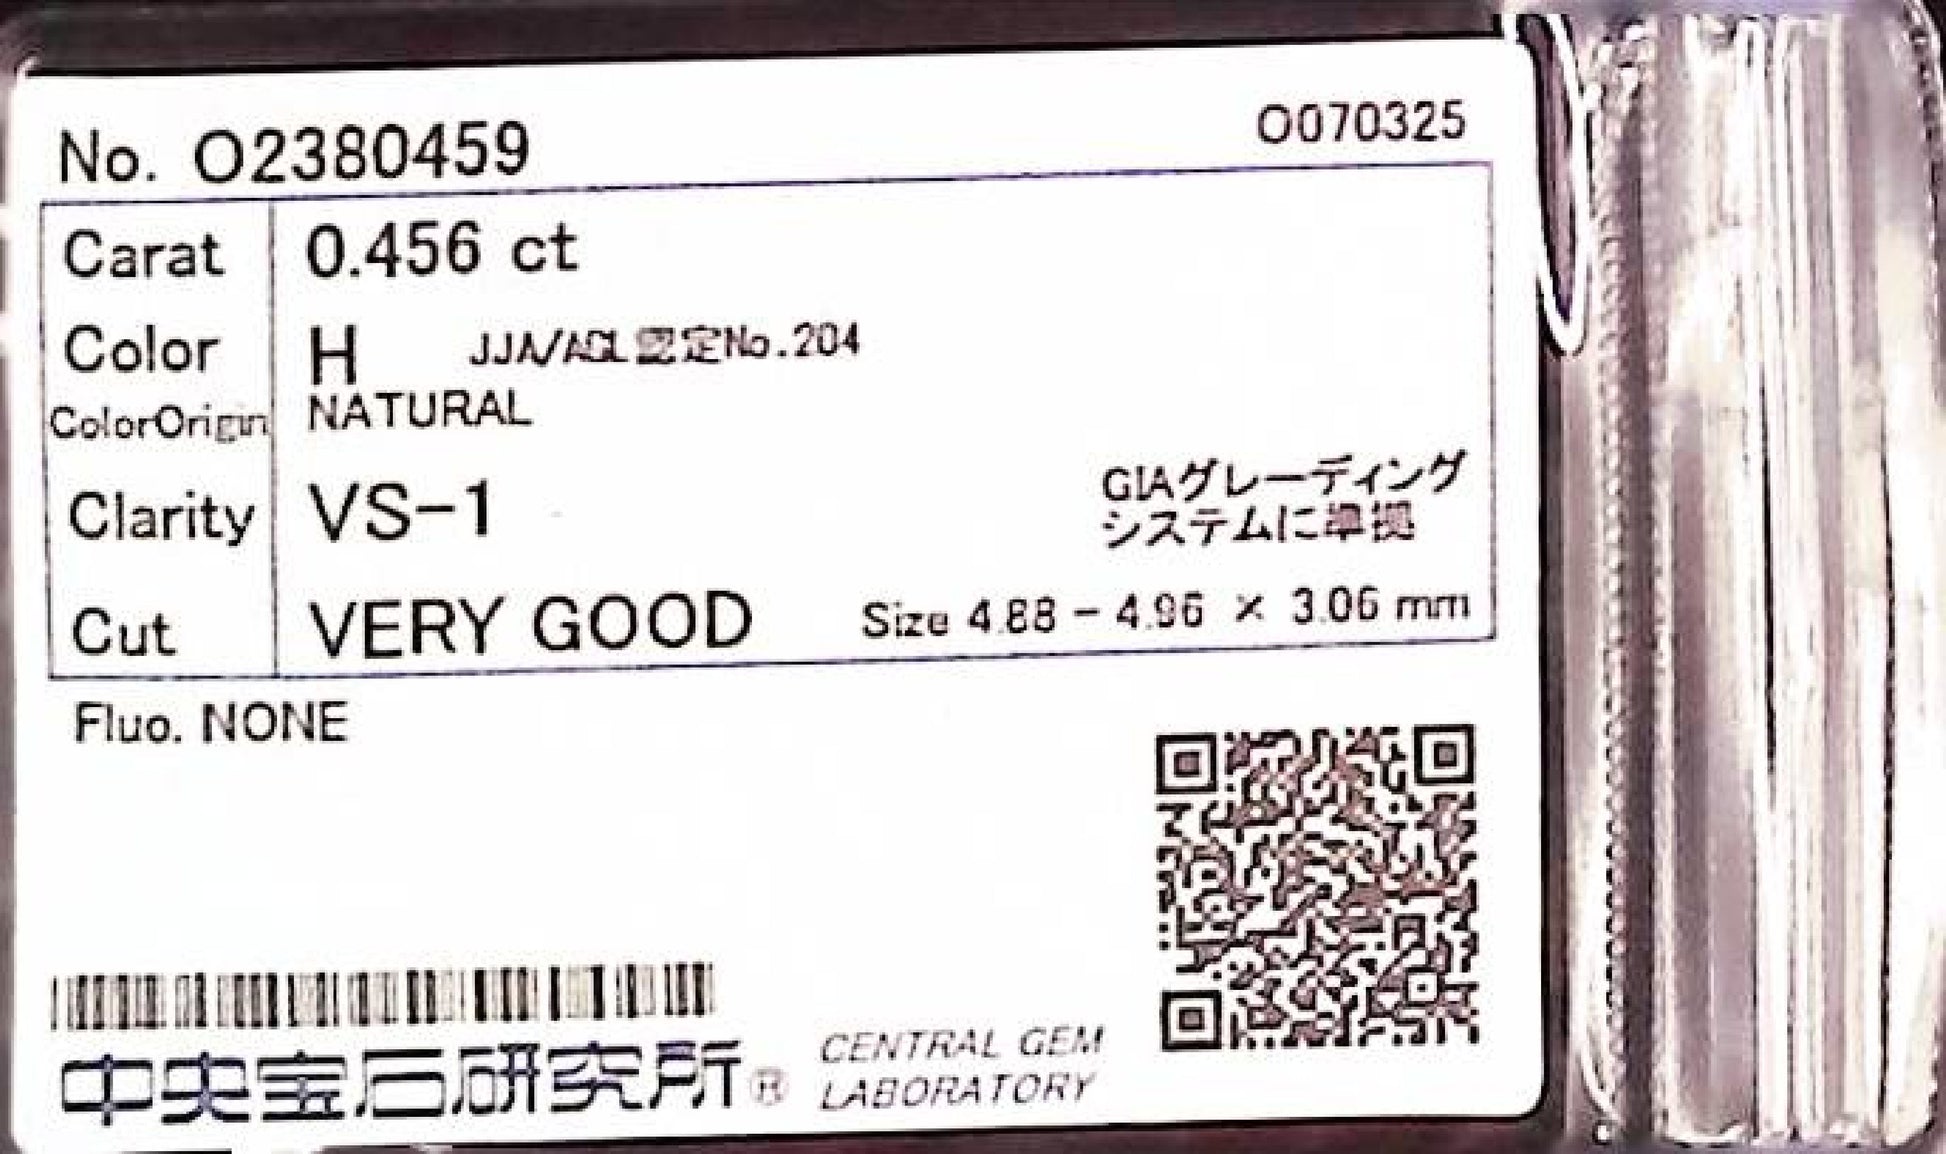 No. O2380459 O070325
Carat 0.456 ct
Color H JJA/AGL認定No.204
ColorOrigin NATURAL
Clarity VS-1 GIAグレーディング
システムに準拠
Cut VERY GOOD Size 4.88 - 4.96 × 3.06 mm
Fluo. NONE
中央宝石研究所® CENTRAL GEM
LABORATORY